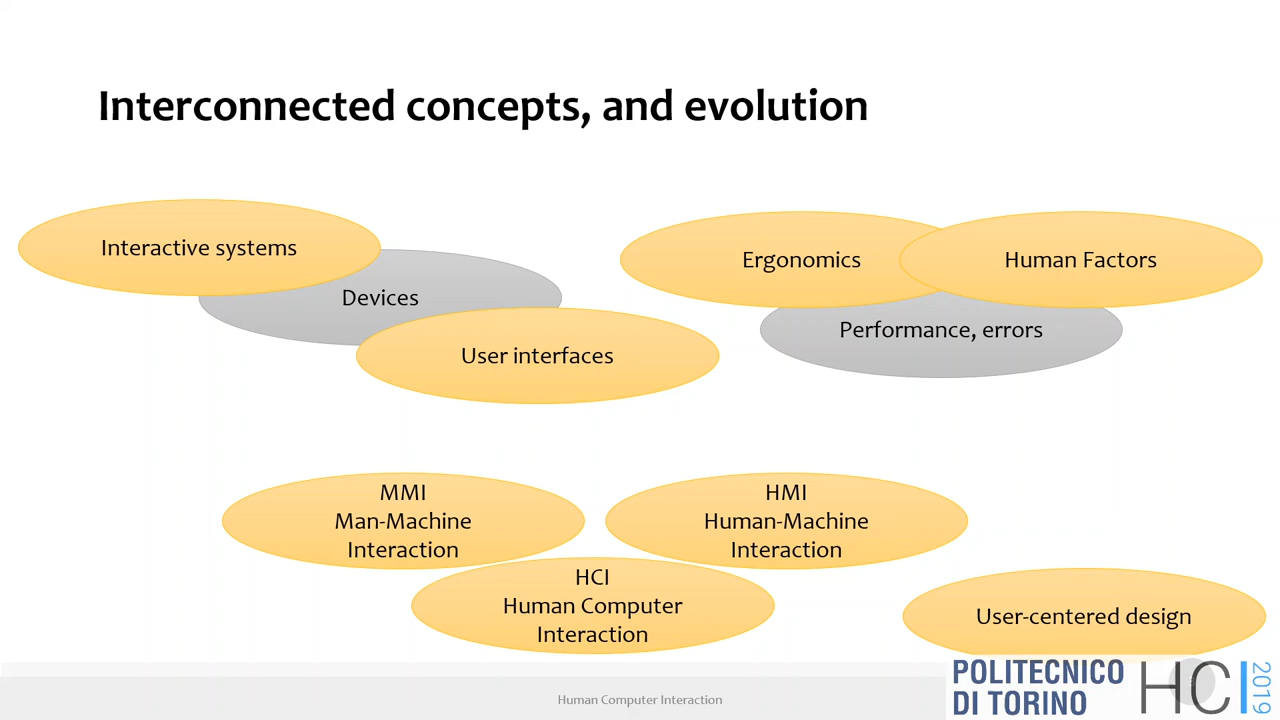 Interconnected concepts, and evolution
Interactive systems
Devices
User interfaces
Ergonomics
Human Factors
Performance, errors
MMI
Man-Machine
Interaction
HMI
Human-Machine
Interaction
HCI
Human Computer
Interaction
User-centered design
Human Computer Interaction
POLITECNICO
DI TORINO
HCI
2019